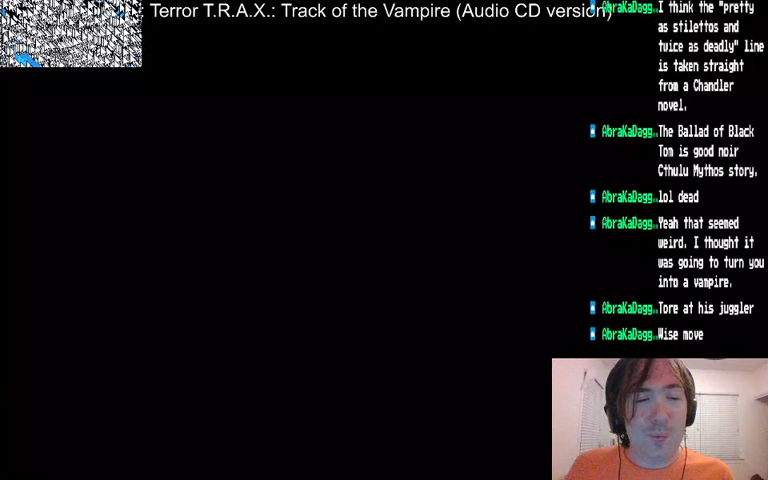 Terror T.R.A.X.: Track of the Vampire (Audio CD version)
AbraKaDagg..I think the "pretty
as stilettos and
twice as deadly" line
is taken straight
from a Chandler
novel.
AbraKaDagg..The Ballad of Black
Tom is good noir
Cthulu Mythos story.
AbraKaDagg..lol dead
AbraKaDagg..Yeah that seemed
weird. I thought it
was going to turn you
into a vampire.
AbraKaDagg..Tore at his juggler
AbraKaDagg..Wise move